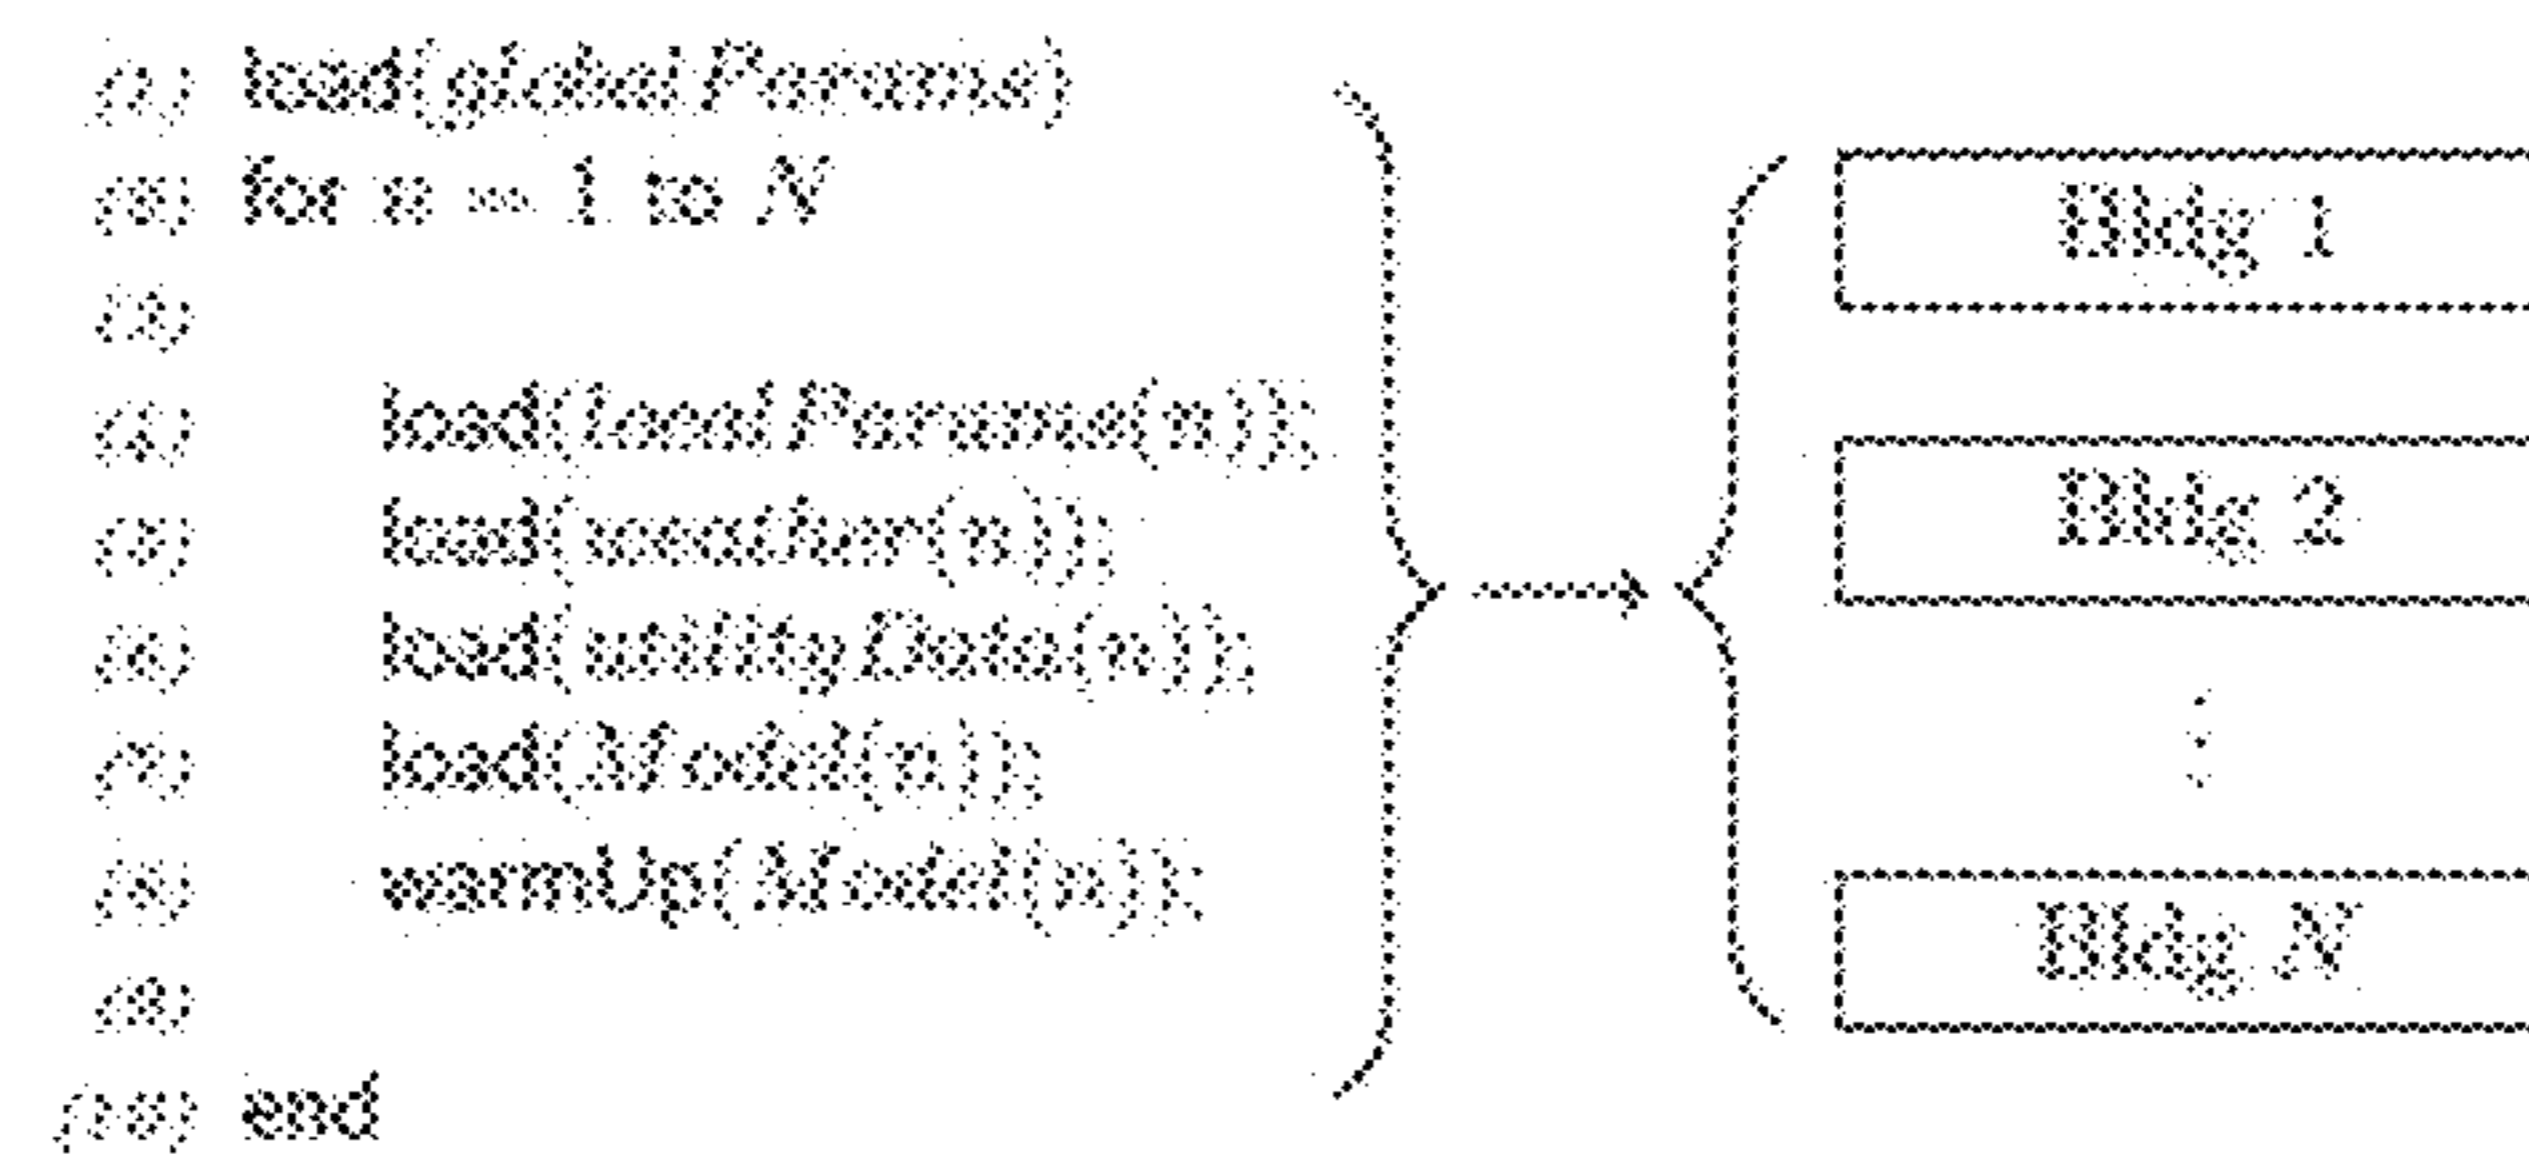 (1) load(globalParams)
(2) for n = 1 to N
(3)
(4) load(localParams(n));
(5) load(weather(n));
(6) load(utilityData(n));
(7) load(Model(n));
(8) warmUp(Model(n));
(9)
(10) end
Bldg 1
Bldg 2
⋮
Bldg N